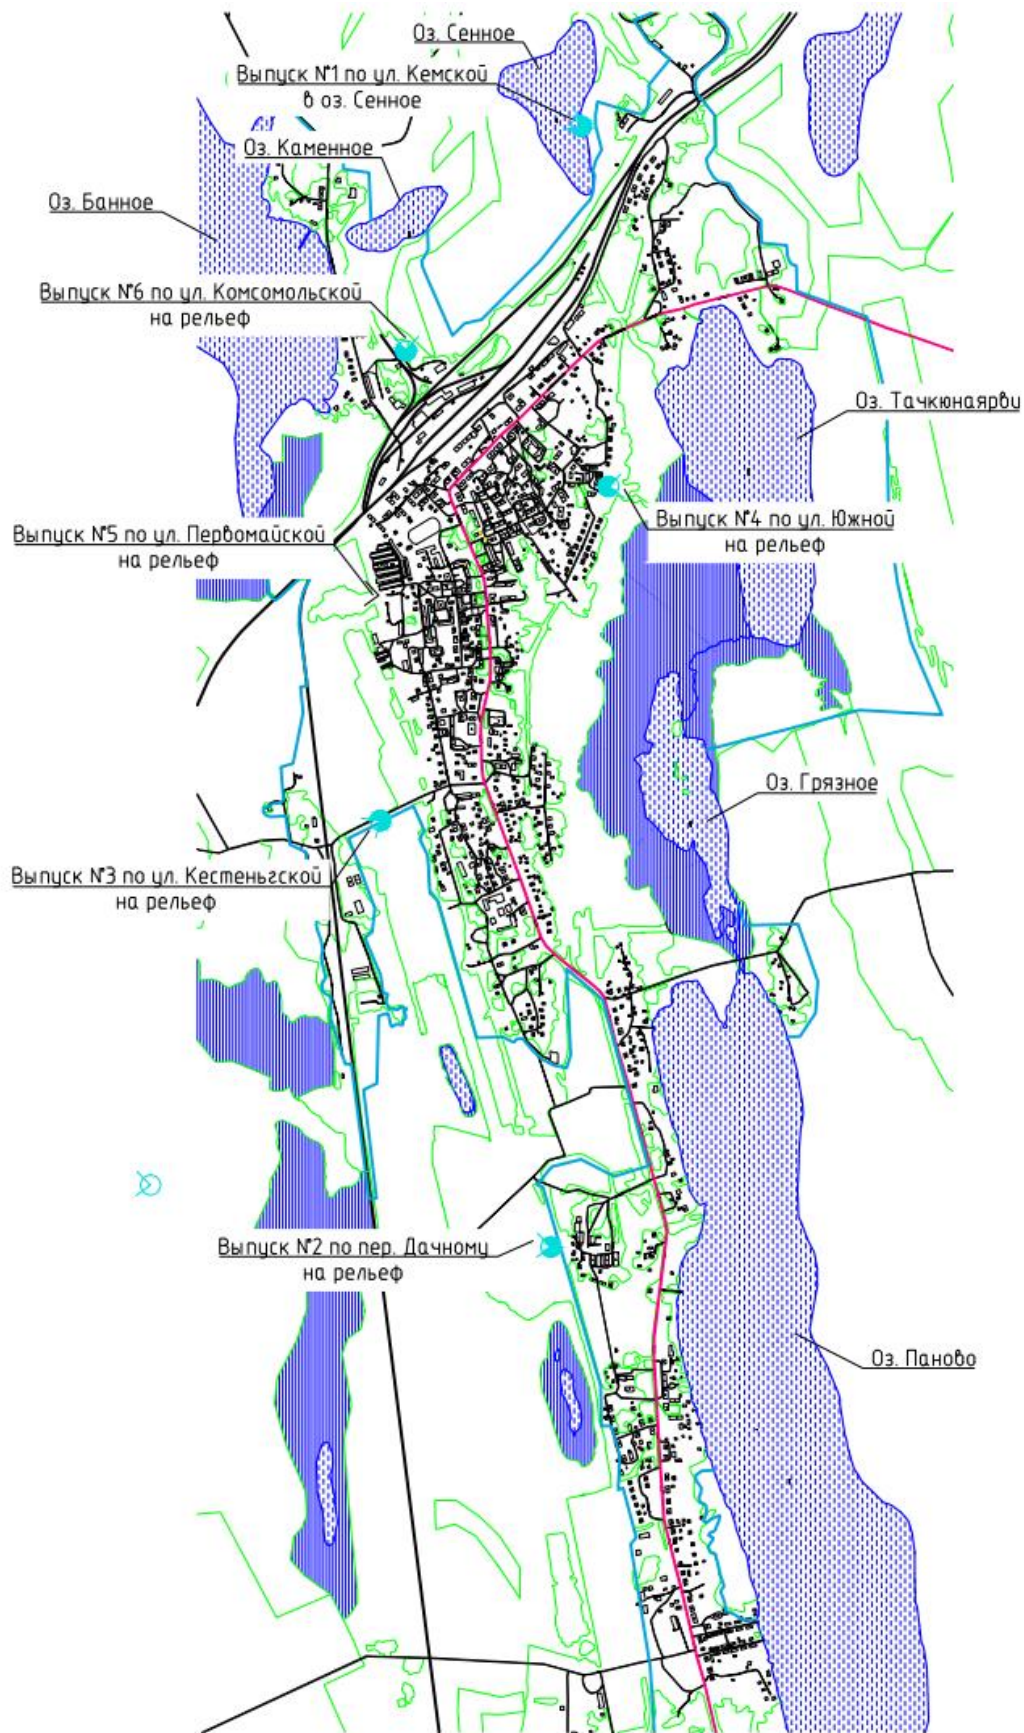 Оз. Сенное
Выпуск №1 по ул. Кемской
в оз. Сенное
Оз. Каменное
Оз. Банное
Выпуск №6 по ул. Комсомольской
на рельеф
Оз. Тачкюнаярви
Выпуск №4 по ул. Южной
на рельеф
Выпуск №5 по ул. Первомайской
на рельеф
Оз. Грязное
Выпуск №3 по ул. Кестеньгской
на рельеф
Выпуск №2 по пер. Дачному
на рельеф
Оз. Паново